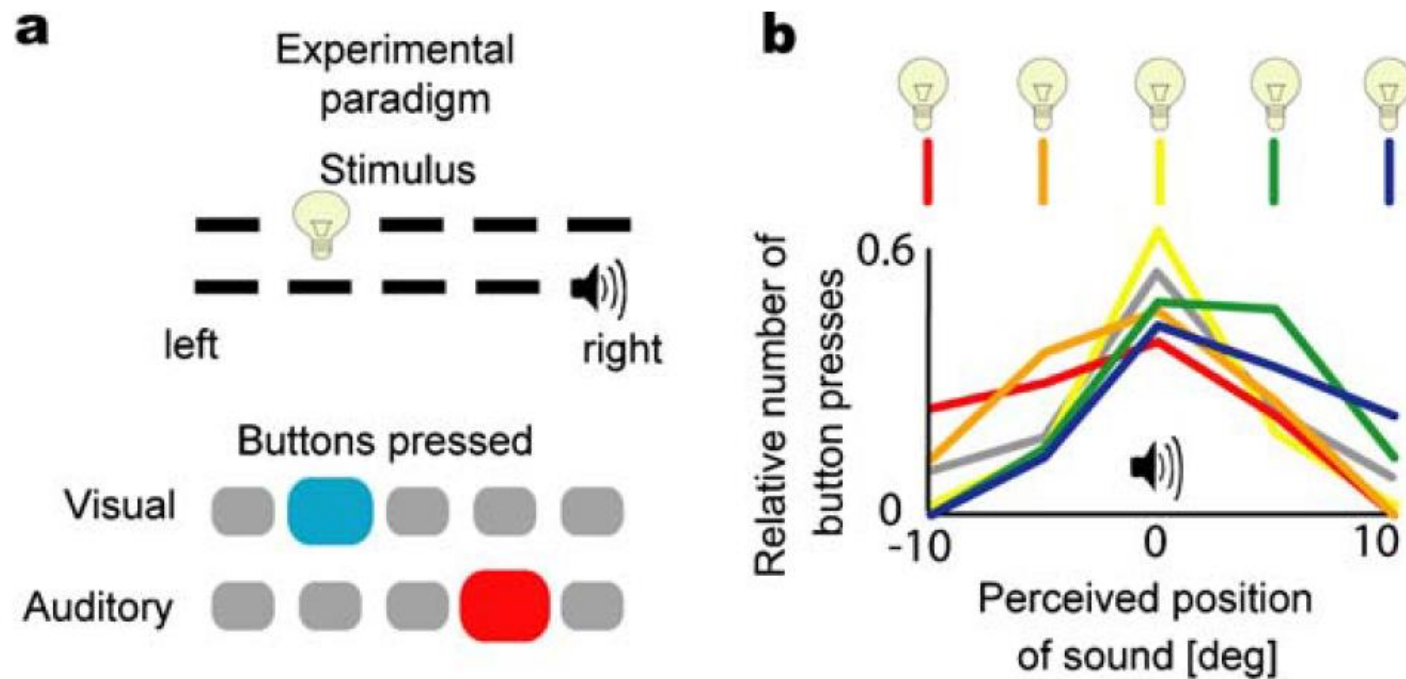 a
Experimental
paradigm
Stimulus
left right
Buttons pressed
Visual
Auditory
b
Relative number of
button presses
0.6
0
-10 0 10
Perceived position
of sound [deg]